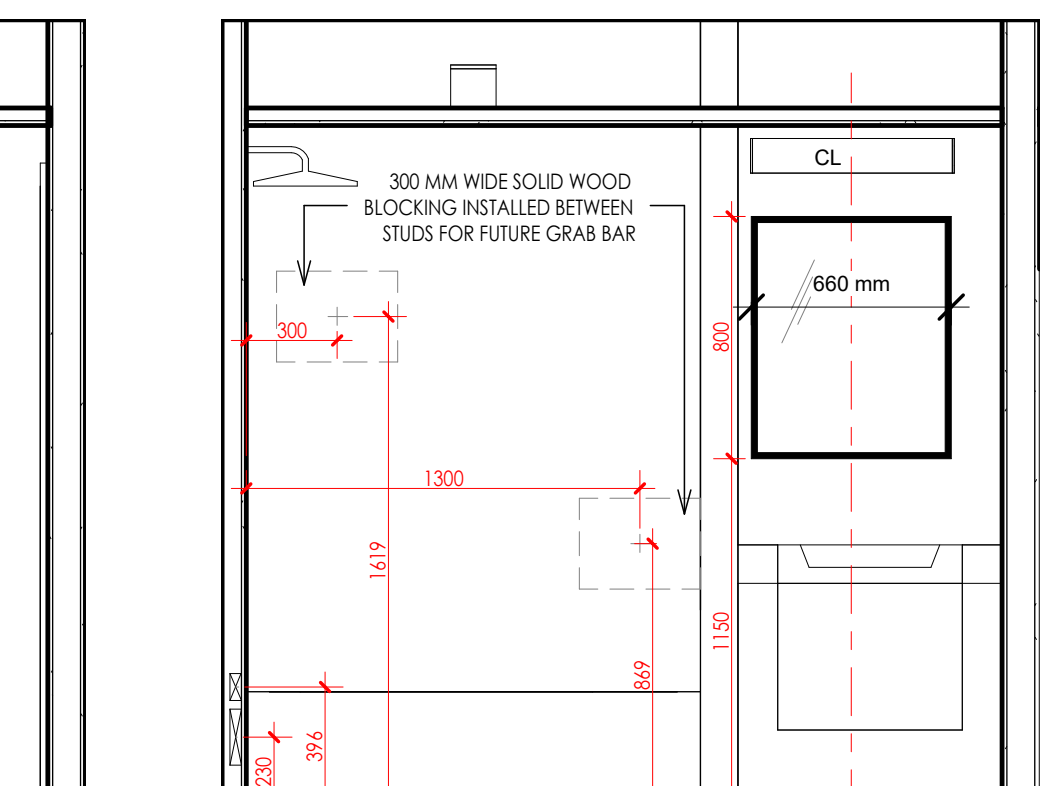 CL
300 MM WIDE SOLID WOOD
BLOCKING INSTALLED BETWEEN
STUDS FOR FUTURE GRAB BAR
660 mm
300
800
1300
1619
1150
869
396
230